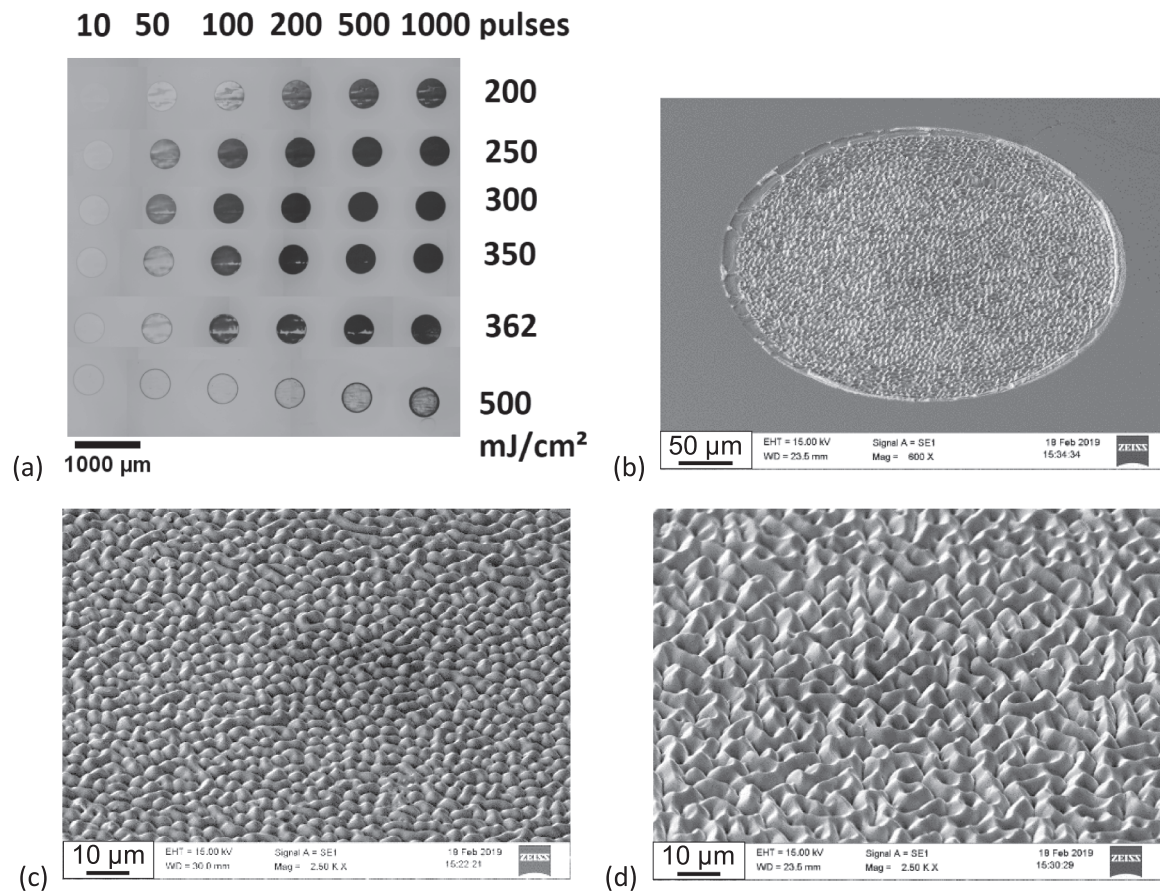 10 50 100 200 500 1000 pulses
200
250
300
350
362
500
mJ/cm²
1000 µm
(a)
50 µm
EHT = 15.00 kV
WD = 23.5 mm
Signal A = SE1
Mag = 600 X
18 Feb 2019
15:34:34
ZEISS
(b)
10 µm
EHT = 15.00 kV
WD = 30.0 mm
Signal A = SE1
Mag = 2.50 K X
18 Feb 2019
15:22:21
ZEISS
(c)
10 µm
EHT = 15.00 kV
WD = 23.5 mm
Signal A = SE1
Mag = 2.50 K X
18 Feb 2019
15:30:29
ZEISS
(d)